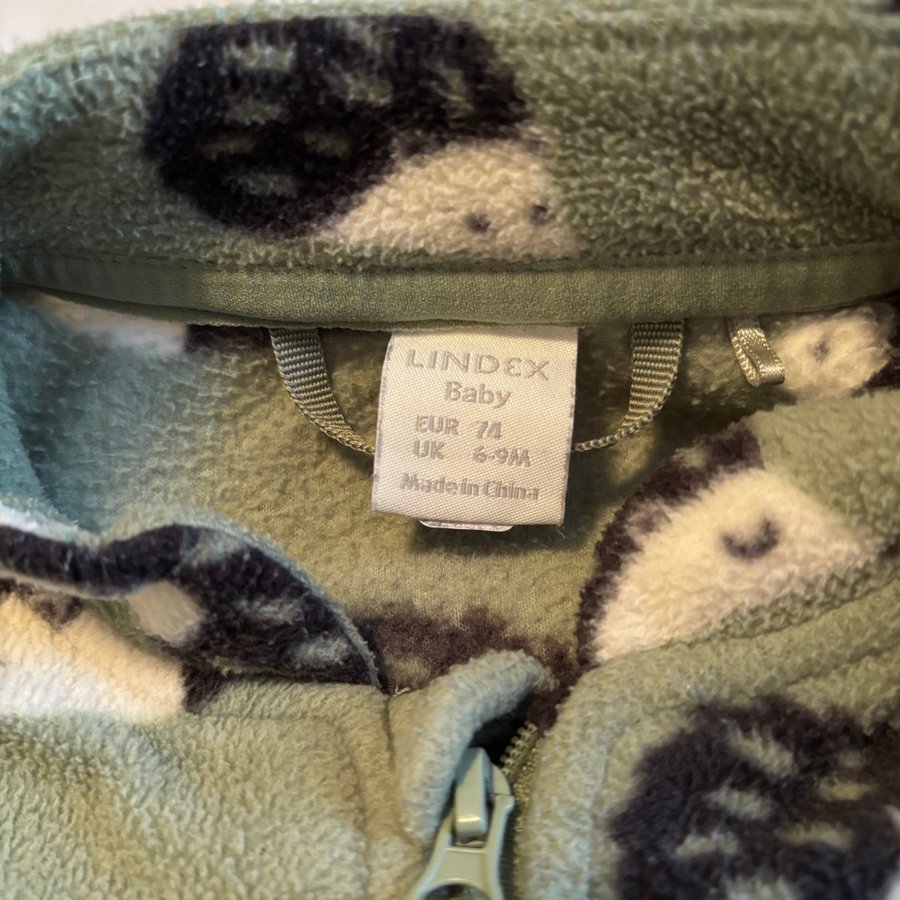 LINDEX
Baby
EUR 74
UK 6-9M
Made in China